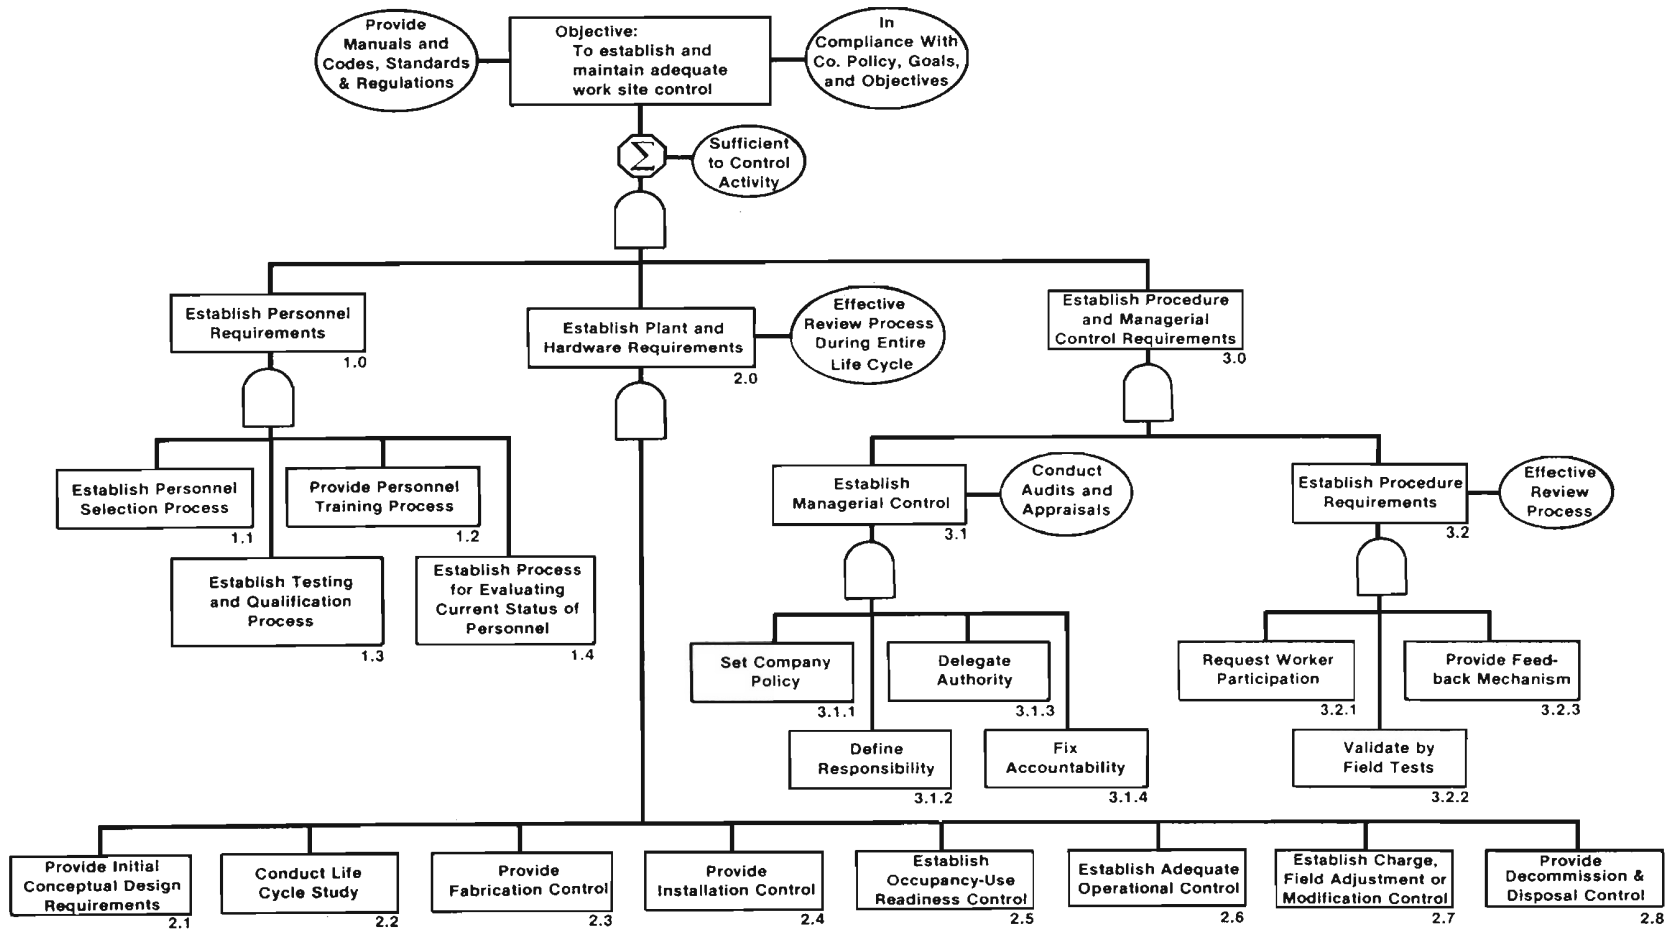 Provide
Manuals and
Codes, Standards
& Regulations
Objective:
To establish and
maintain adequate
work site control
In
Compliance With
Co. Policy, Goals,
and Objectives
Σ
Sufficient
to Control
Activity
Establish Personnel
Requirements
1.0
Establish Plant and
Hardware Requirements
2.0
Effective
Review Process
During Entire
Life Cycle
Establish Procedure
and Managerial
Control Requirements
3.0
Establish Personnel
Selection Process
1.1
Provide Personnel
Training Process
1.2
Establish Testing
and Qualification
Process
1.3
Establish Process
for Evaluating
Current Status of
Personnel
1.4
Establish
Managerial Control
3.1
Conduct
Audits and
Appraisals
Establish Procedure
Requirements
3.2
Effective
Review
Process
Set Company
Policy
3.1.1
Delegate
Authority
3.1.3
Define
Responsibility
3.1.2
Fix
Accountability
3.1.4
Request Worker
Participation
3.2.1
Provide Feed-
back Mechanism
3.2.3
Validate by
Field Tests
3.2.2
Provide Initial
Conceptual Design
Requirements
2.1
Conduct Life
Cycle Study
2.2
Provide
Fabrication Control
2.3
Provide
Installation Control
2.4
Establish
Occupancy-Use
Readiness Control
2.5
Establish Adequate
Operational Control
2.6
Establish Charge,
Field Adjustment or
Modification Control
2.7
Provide
Decommission &
Disposal Control
2.8